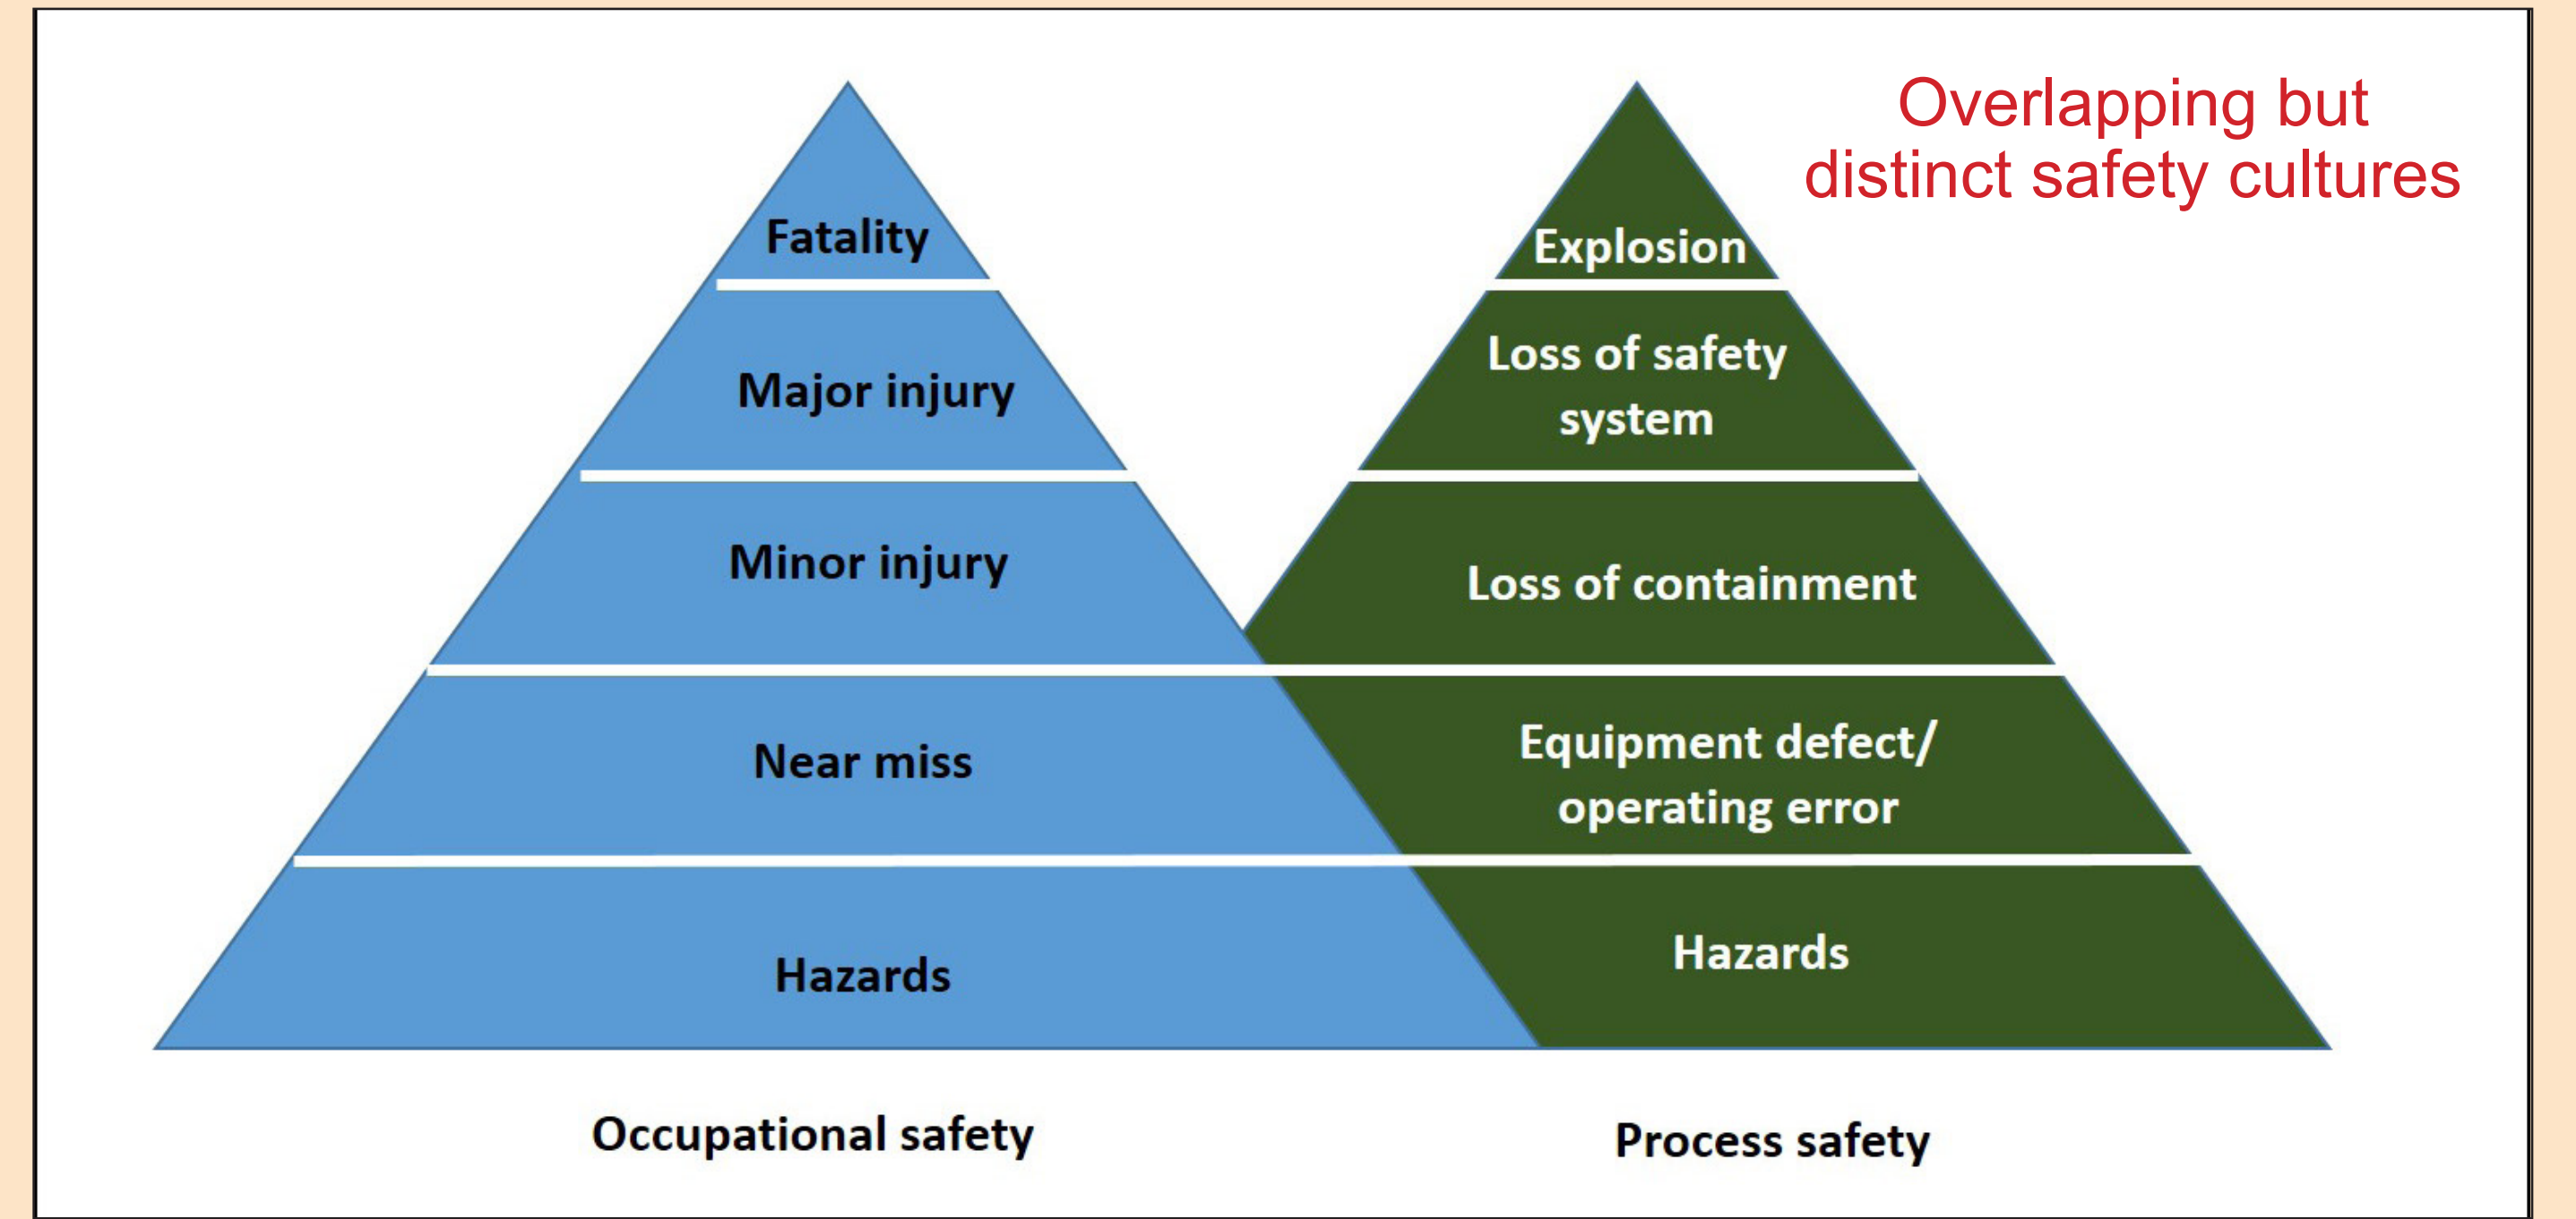 Overlapping but
distinct safety cultures
Fatality
Major injury
Minor injury
Near miss
Hazards
Explosion
Loss of safety
system
Loss of containment
Equipment defect/
operating error
Hazards
Occupational safety
Process safety